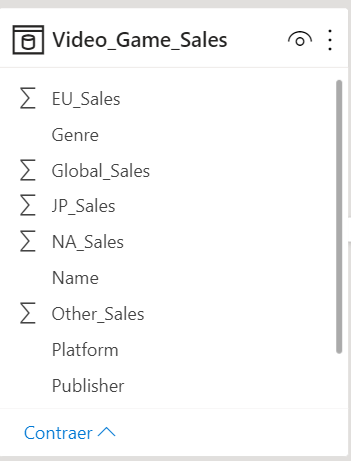 Video_Game_Sales
EU_Sales
Genre
Global_Sales
JP_Sales
NA_Sales
Name
Other_Sales
Platform
Publisher
Contraer